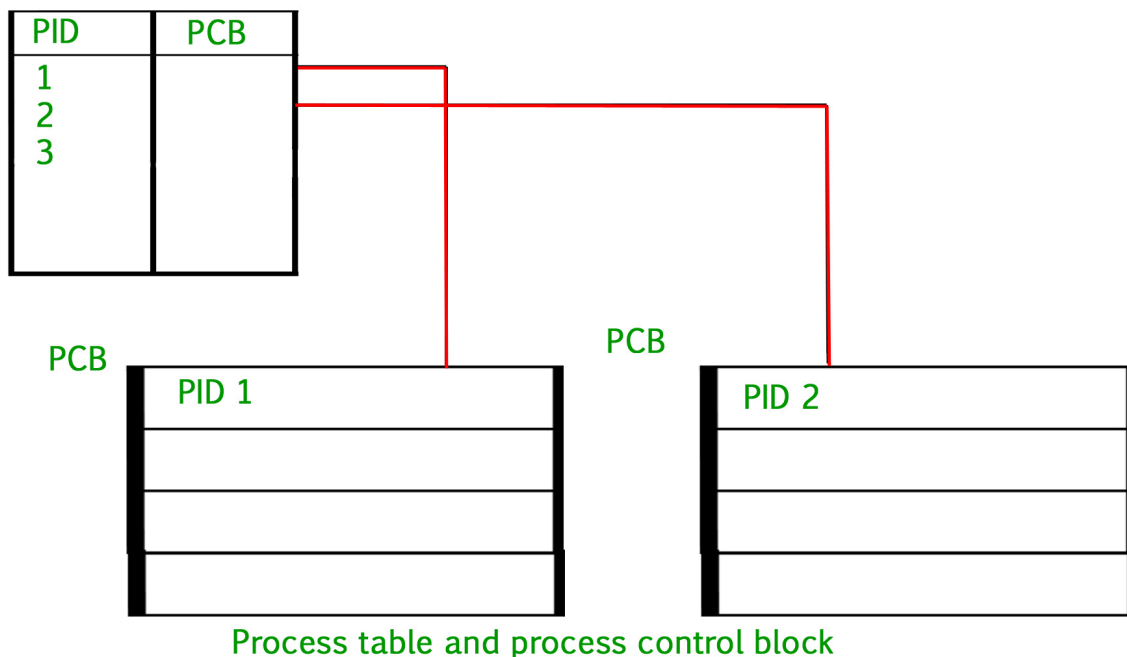 PID PCB
1
2
3
PCB
PCB
PID 1
PID 2
Process table and process control block